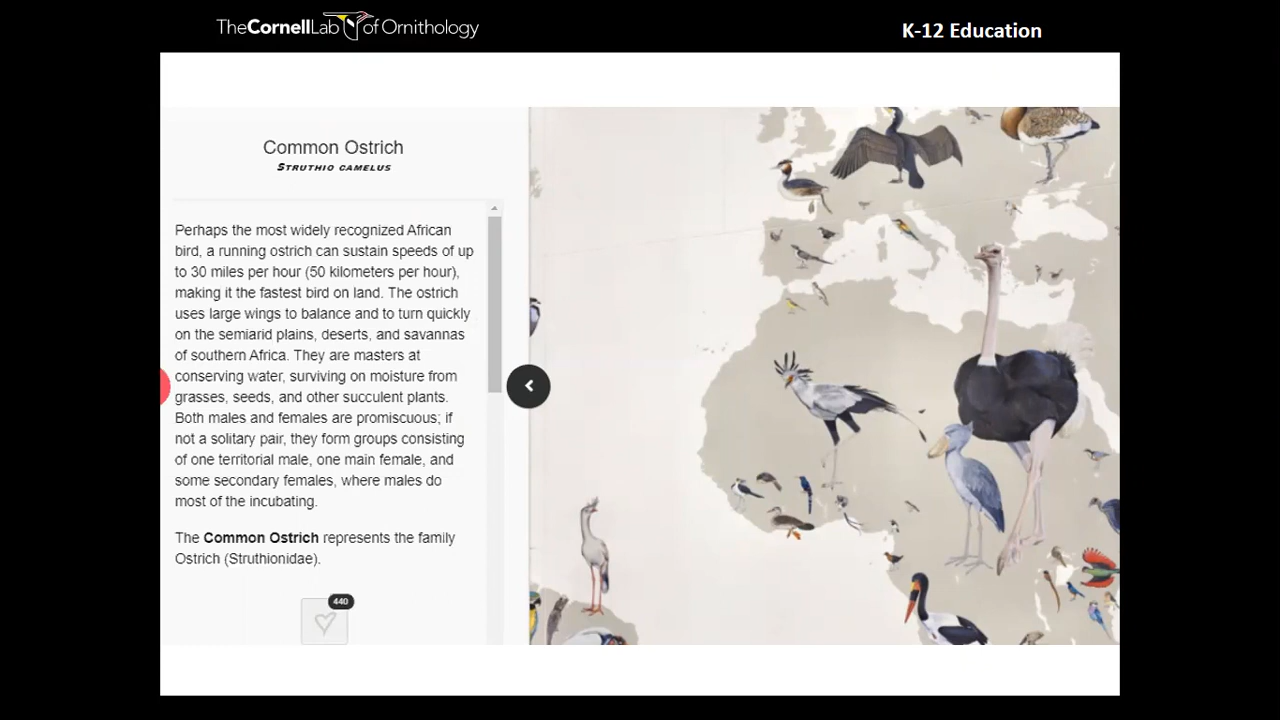 TheCornellLab of Ornithology
K-12 Education
Common Ostrich
STRUTHIO CAMELUS
Perhaps the most widely recognized African
bird, a running ostrich can sustain speeds of up
to 30 miles per hour (50 kilometers per hour),
making it the fastest bird on land. The ostrich
uses large wings to balance and to turn quickly
on the semiarid plains, deserts, and savannas
of southern Africa. They are masters at
conserving water, surviving on moisture from
grasses, seeds, and other succulent plants.
Both males and females are promiscuous; if
not a solitary pair, they form groups consisting
of one territorial male, one main female, and
some secondary females, where males do
most of the incubating.
The Common Ostrich represents the family
Ostrich (Struthionidae).
440